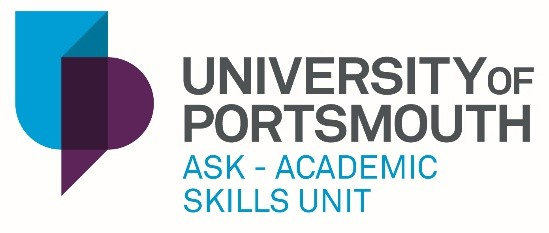 UNIVERSITY OF
PORTSMOUTH
ASK - ACADEMIC
SKILLS UNIT